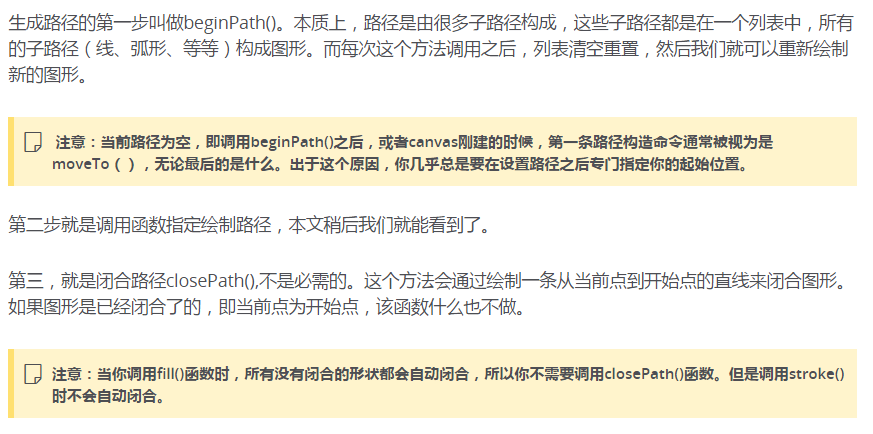 生成路径的第一步叫做beginPath()。本质上，路径是由很多子路径构成，这些子路径都是在一个列表中，所有
的子路径（线、弧形、等等）构成图形。而每次这个方法调用之后，列表清空重置，然后我们就可以重新绘制
新的图形。
注意：当前路径为空，即调用beginPath()之后，或者canvas刚建的时候，第一条路径构造命令通常被视为是
moveTo（），无论最后的是什么。出于这个原因，你几乎总是要在设置路径之后专门指定你的起始位置。
第二步就是调用函数指定绘制路径，本文稍后我们就能看到了。
第三，就是闭合路径closePath(),不是必需的。这个方法会通过绘制一条从当前点到开始点的直线来闭合图形。
如果图形是已经闭合了的，即当前点为开始点，该函数什么也不做。
注意：当你调用fill()函数时，所有没有闭合的形状都会自动闭合，所以你不需要调用closePath()函数。但是调用stroke()
时不会自动闭合。